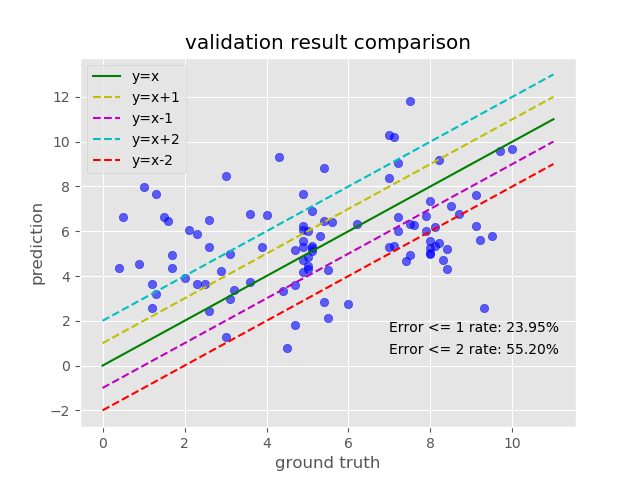 validation result comparison
y=x
y=x+1
y=x-1
y=x+2
y=x-2
12
10
8
6
4
2
0
−2
prediction
Error <= 1 rate: 23.95%
Error <= 2 rate: 55.20%
0 2 4 6 8 10
ground truth